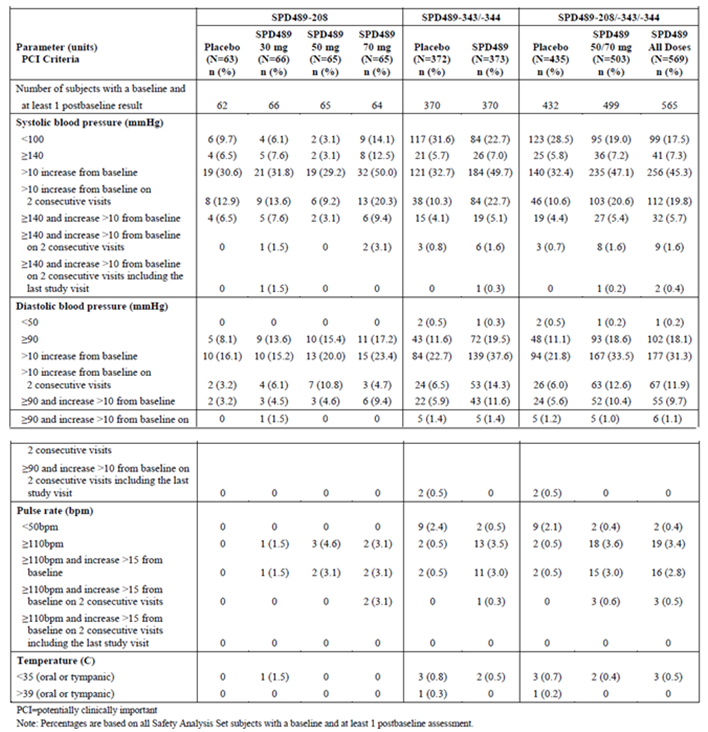 SPD489-208 SPD489-343/-344 SPD489-208/-343/-344
Parameter (units) PCI Criteria Placebo (N=63) n (%) SPD489 30 mg (N=66) n (%) SPD489 50 mg (N=65) n (%) SPD489 70 mg (N=65) n (%) Placebo (N=372) n (%) SPD489 (N=373) n (%) Placebo (N=435) n (%) SPD489 50/70 mg (N=503) n (%) SPD489 All Doses (N=569) n (%)
Number of subjects with a baseline and
at least 1 postbaseline result 62 66 65 64 370 370 432 499 565
Systolic blood pressure (mmHg)
<100 6 (9.7) 4 (6.1) 2 (3.1) 9 (14.1) 117 (31.6) 84 (22.7) 123 (28.5) 95 (19.0) 99 (17.5)
≥140 4 (6.5) 5 (7.6) 2 (3.1) 8 (12.5) 21 (5.7) 26 (7.0) 25 (5.8) 36 (7.2) 41 (7.3)
>10 increase from baseline 19 (30.6) 21 (31.8) 19 (29.2) 32 (50.0) 121 (32.7) 184 (49.7) 140 (32.4) 235 (47.1) 256 (45.3)
>10 increase from baseline on
2 consecutive visits 8 (12.9) 9 (13.6) 6 (9.2) 13 (20.3) 38 (10.3) 84 (22.7) 46 (10.6) 103 (20.6) 112 (19.8)
≥140 and increase >10 from baseline 4 (6.5) 5 (7.6) 2 (3.1) 6 (9.4) 15 (4.1) 19 (5.1) 19 (4.4) 27 (5.4) 32 (5.7)
≥140 and increase >10 from baseline
on 2 consecutive visits 0 1 (1.5) 0 2 (3.1) 3 (0.8) 6 (1.6) 3 (0.7) 8 (1.6) 9 (1.6)
≥140 and increase >10 from baseline
on 2 consecutive visits including the
last study visit 0 1 (1.5) 0 0 0 1 (0.3) 0 1 (0.2) 2 (0.4)
Diastolic blood pressure (mmHg)
<50 0 0 0 0 2 (0.5) 1 (0.3) 2 (0.5) 1 (0.2) 1 (0.2)
≥90 5 (8.1) 9 (13.6) 10 (15.4) 11 (17.2) 43 (11.6) 72 (19.5) 48 (11.1) 93 (18.6) 102 (18.1)
>10 increase from baseline 10 (16.1) 10 (15.2) 13 (20.0) 15 (23.4) 84 (22.7) 139 (37.6) 94 (21.8) 167 (33.5) 177 (31.3)
>10 increase from baseline on
2 consecutive visits 2 (3.2) 4 (6.1) 7 (10.8) 3 (4.7) 24 (6.5) 53 (14.3) 26 (6.0) 63 (12.6) 67 (11.9)
≥90 and increase >10 from baseline 2 (3.2) 3 (4.5) 3 (4.6) 6 (9.4) 22 (5.9) 43 (11.6) 24 (5.6) 52 (10.4) 55 (9.7)
≥90 and increase >10 from baseline on 0 1 (1.5) 0 0 5 (1.4) 5 (1.4) 5 (1.2) 5 (1.0) 6 (1.1)
2 consecutive visits
≥90 and increase >10 from baseline on
2 consecutive visits including the last
study visit 0 0 0 0 2 (0.5) 0 2 (0.5) 0 0
Pulse rate (bpm)
<50bpm 0 0 0 0 9 (2.4) 2 (0.5) 9 (2.1) 2 (0.4) 2 (0.4)
≥110bpm 0 1 (1.5) 3 (4.6) 2 (3.1) 2 (0.5) 13 (3.5) 2 (0.5) 18 (3.6) 19 (3.4)
≥110bpm and increase >15 from
baseline 0 1 (1.5) 2 (3.1) 2 (3.1) 2 (0.5) 11 (3.0) 2 (0.5) 15 (3.0) 16 (2.8)
≥110bpm and increase >15 from
baseline on 2 consecutive visits 0 0 0 2 (3.1) 0 1 (0.3) 0 3 (0.6) 3 (0.5)
≥110bpm and increase >15 from
baseline on 2 consecutive visits
including the last study visit 0 0 0 0 0 0 0 0 0
Temperature (C)
<35 (oral or tympanic) 0 1 (1.5) 0 0 3 (0.8) 2 (0.5) 3 (0.7) 2 (0.4) 3 (0.5)
>39 (oral or tympanic) 0 0 0 0 1 (0.3) 0 1 (0.2) 0 0
PCI=potentially clinically important
Note: Percentages are based on all Safety Analysis Set subjects with a baseline and at least 1 postbaseline assessment.